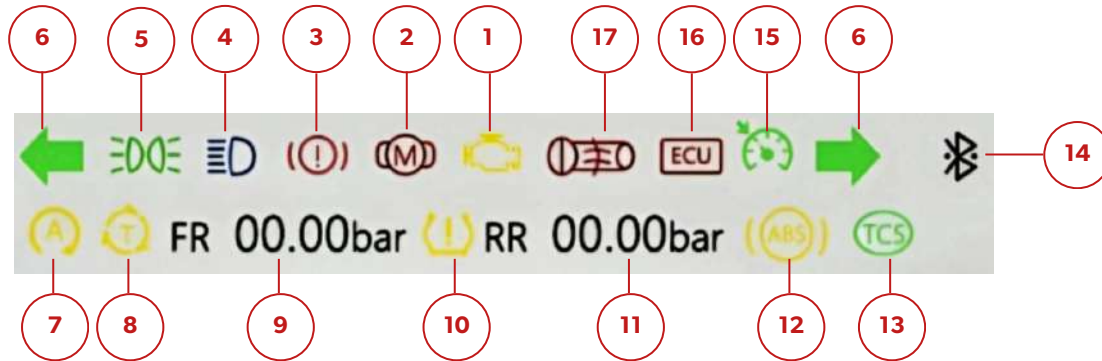 6 5 4 3 2 1 17 16 15 6
(!) M ECU 14
A T FR 00.00bar (!) RR 00.00bar (ABS) TCS
7 8 9 10 11 12 13